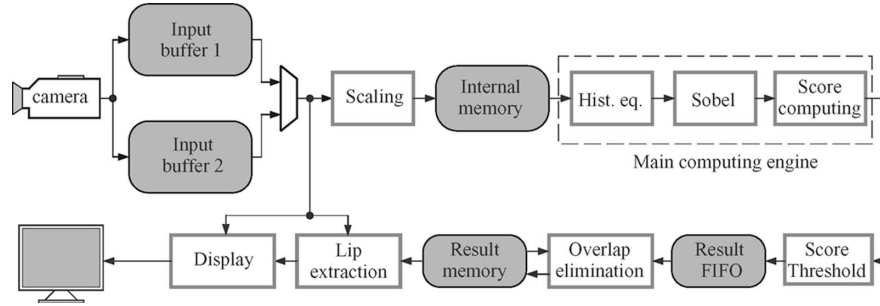 camera
Input
buffer 1
Input
buffer 2
Scaling
Internal
memory
Hist. eq.
Sobel
Score
computing
Main computing engine
Display
Lip
extraction
Result
memory
Overlap
elimination
Result
FIFO
Score
Threshold